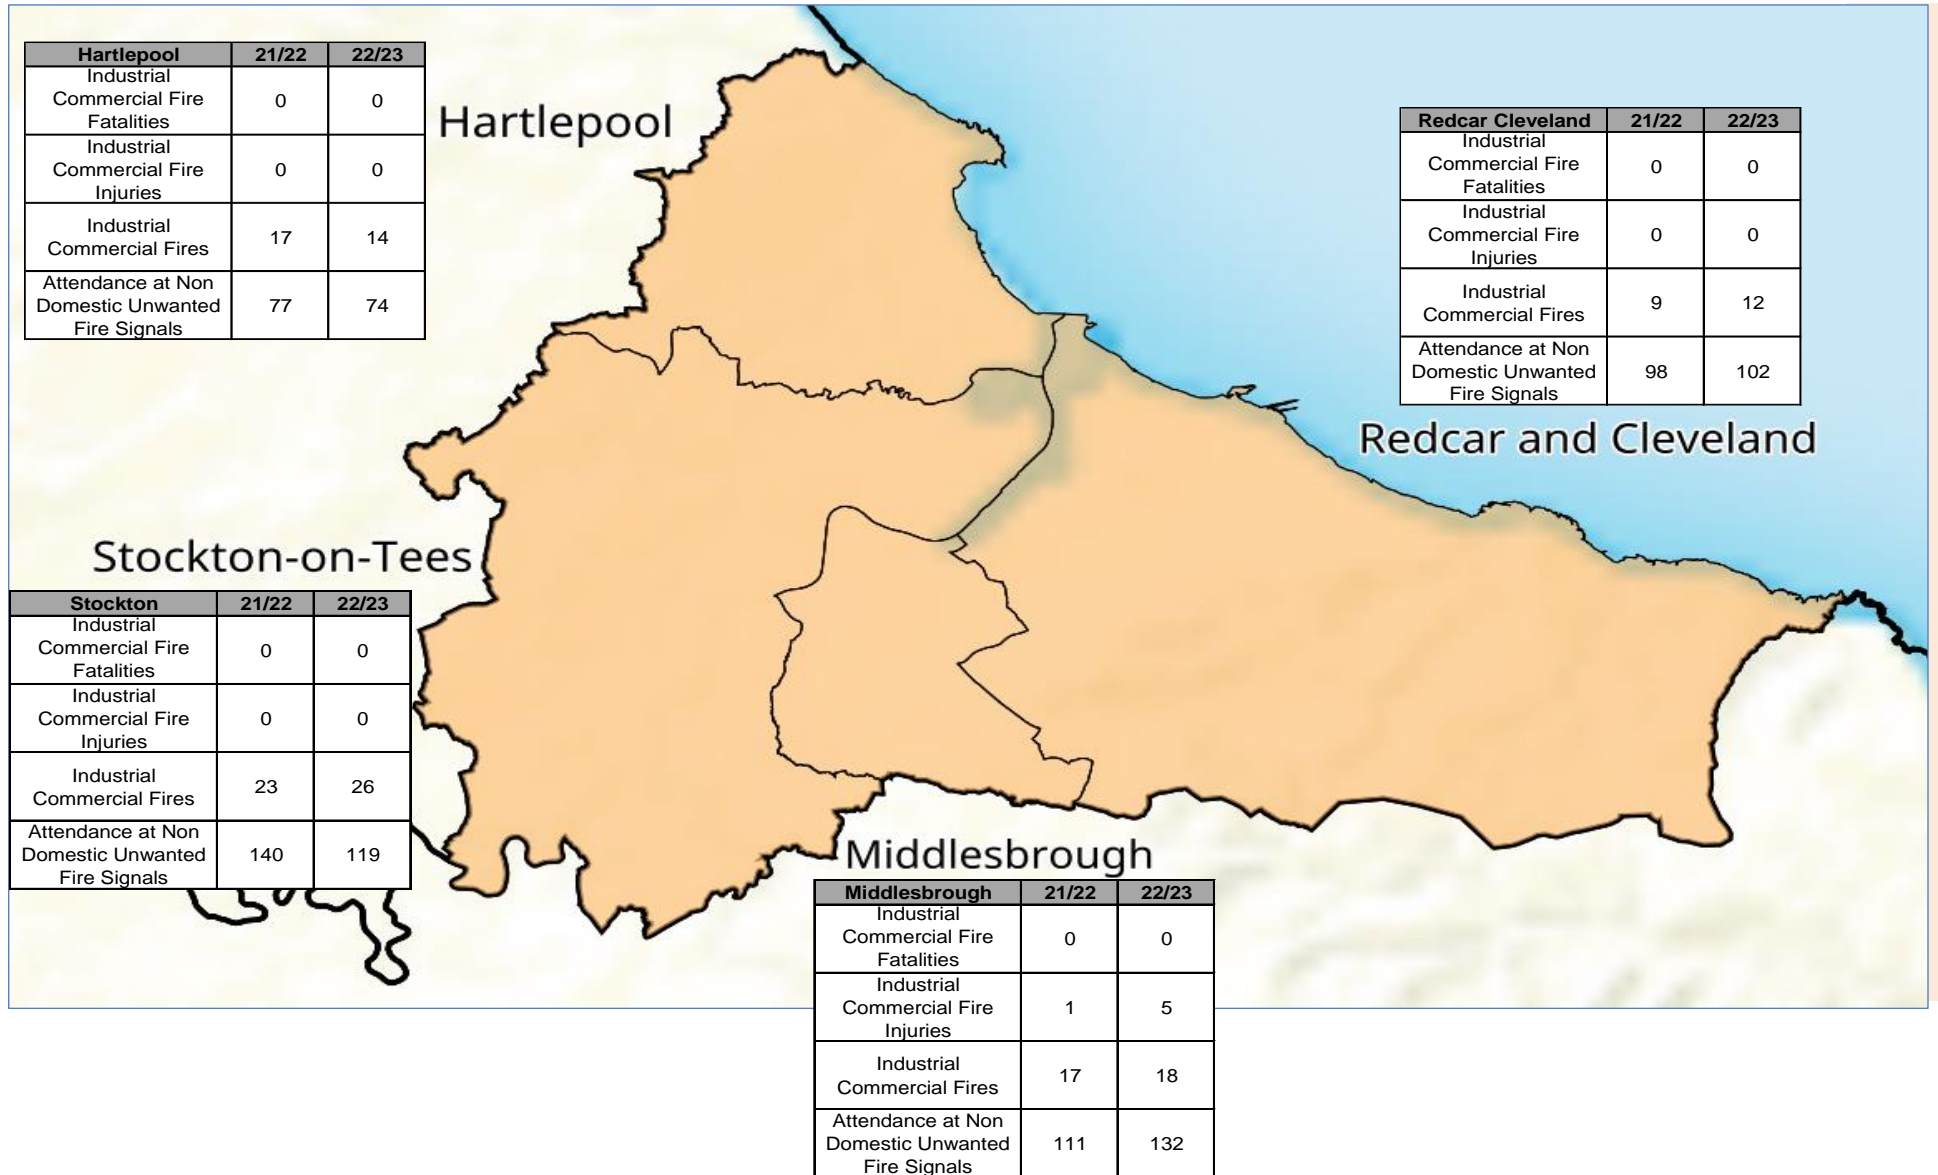 Hartlepool 21/22 22/23
Industrial
Commercial Fire
Fatalities
0 0
Industrial
Commercial Fire
Injuries
0 0
Industrial
Commercial Fires
17 14
Attendance at Non
Domestic Unwanted
Fire Signals
77 74
Hartlepool
Redcar Cleveland 21/22 22/23
Industrial
Commercial Fire
Fatalities
0 0
Industrial
Commercial Fire
Injuries
0 0
Industrial
Commercial Fires
9 12
Attendance at Non
Domestic Unwanted
Fire Signals
98 102
Redcar and Cleveland
Stockton-on-Tees
Stockton 21/22 22/23
Industrial
Commercial Fire
Fatalities
0 0
Industrial
Commercial Fire
Injuries
0 0
Industrial
Commercial Fires
23 26
Attendance at Non
Domestic Unwanted
Fire Signals
140 119
Middlesbrough
Middlesbrough 21/22 22/23
Industrial
Commercial Fire
Fatalities
0 0
Industrial
Commercial Fire
Injuries
1 5
Industrial
Commercial Fires
17 18
Attendance at Non
Domestic Unwanted
Fire Signals
111 132